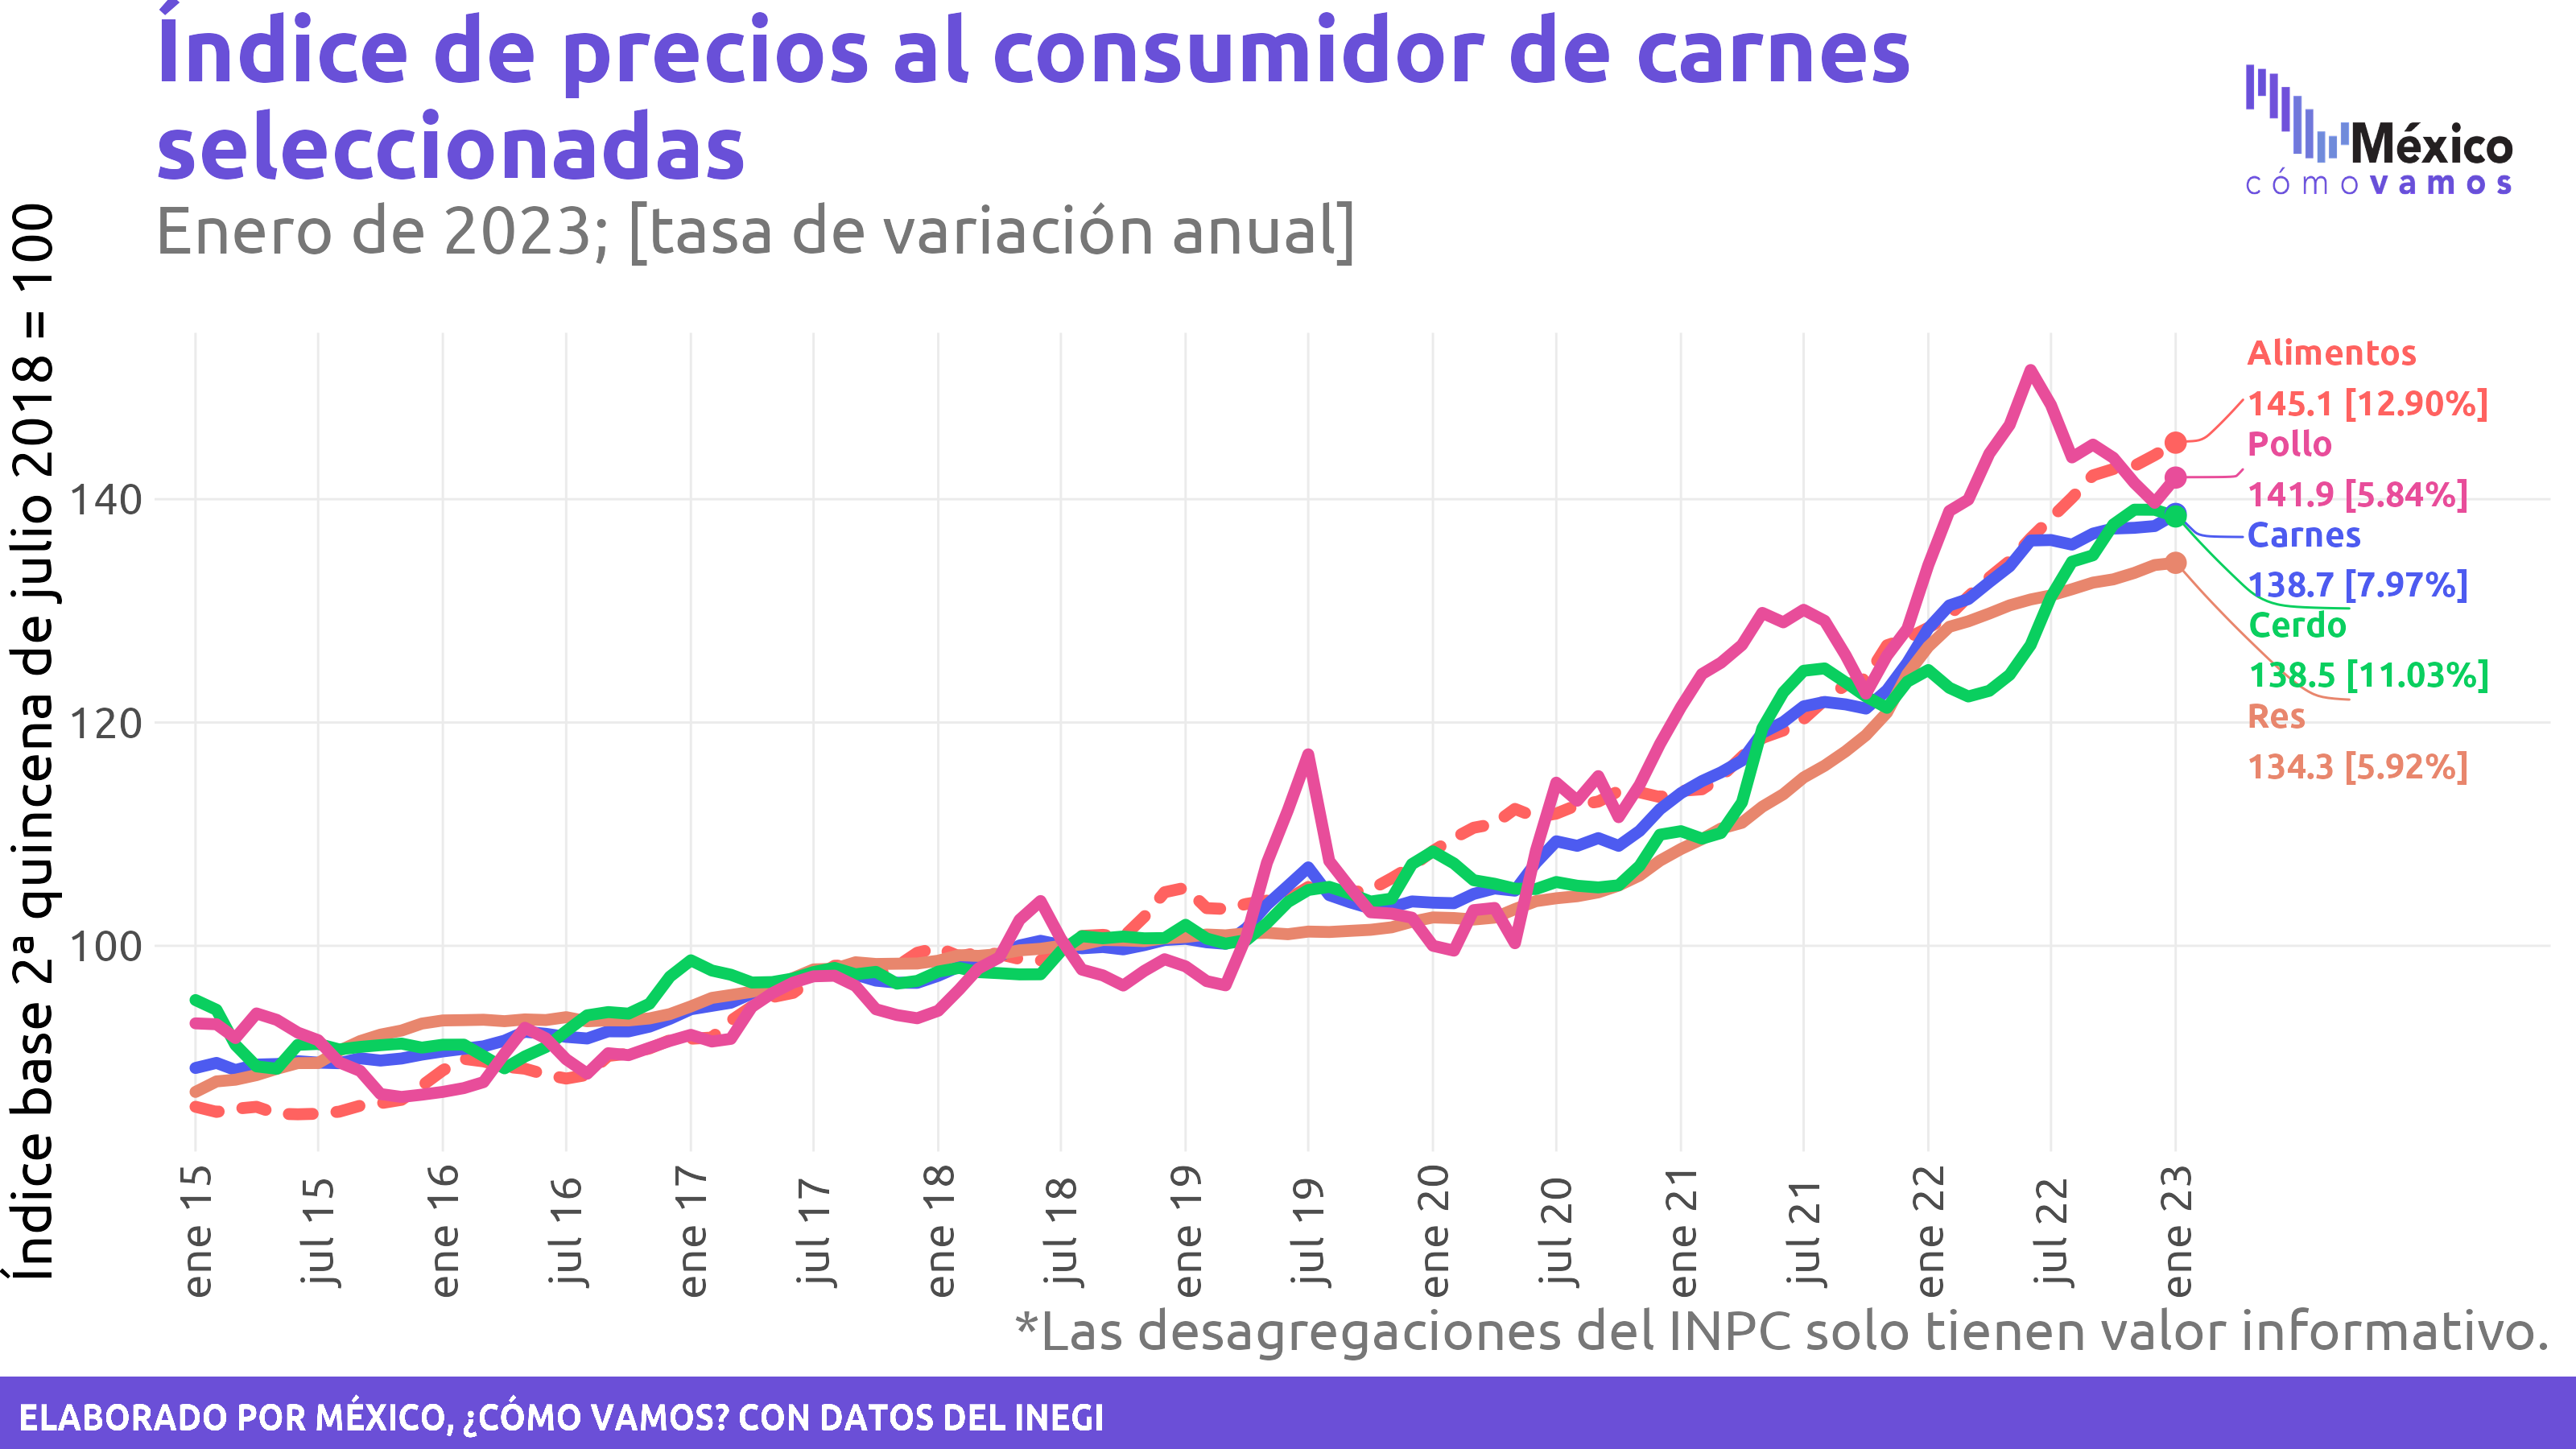 Índice de precios al consumidor de carnes
seleccionadas
Enero de 2023; [tasa de variación anual]
México
cómovamos
Índice base 2ª quincena de julio 2018 = 100
140
120
100
Alimentos
145.1 [12.90%]
Pollo
141.9 [5.84%]
Carnes
138.7 [7.97%]
Cerdo
138.5 [11.03%]
Res
134.3 [5.92%]
ene 15
jul 15
ene 16
jul 16
ene 17
jul 17
ene 18
jul 18
ene 19
jul 19
ene 20
jul 20
ene 21
jul 21
ene 22
jul 22
ene 23
*Las desagregaciones del INPC solo tienen valor informativo.
ELABORADO POR MÉXICO, ¿CÓMO VAMOS? CON DATOS DEL INEGI